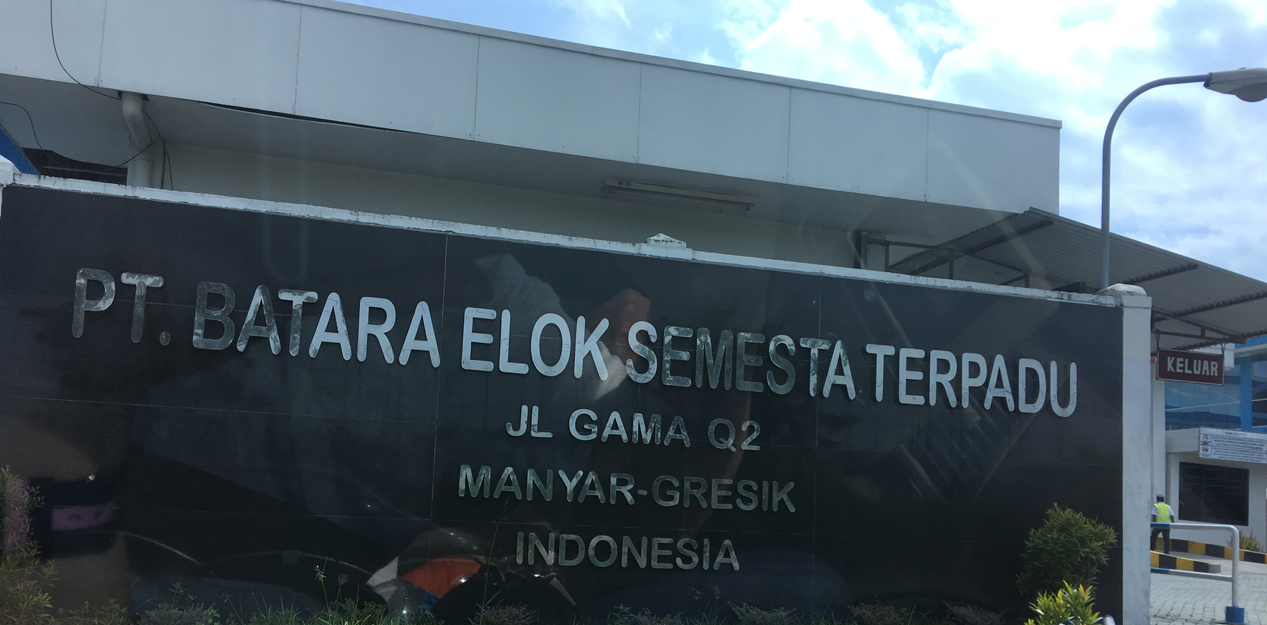 PT. BATARA ELOK SEMESTA TERPADU
JL GAMA Q2
MANYAR-GRESIK
INDONESIA
KELUAR